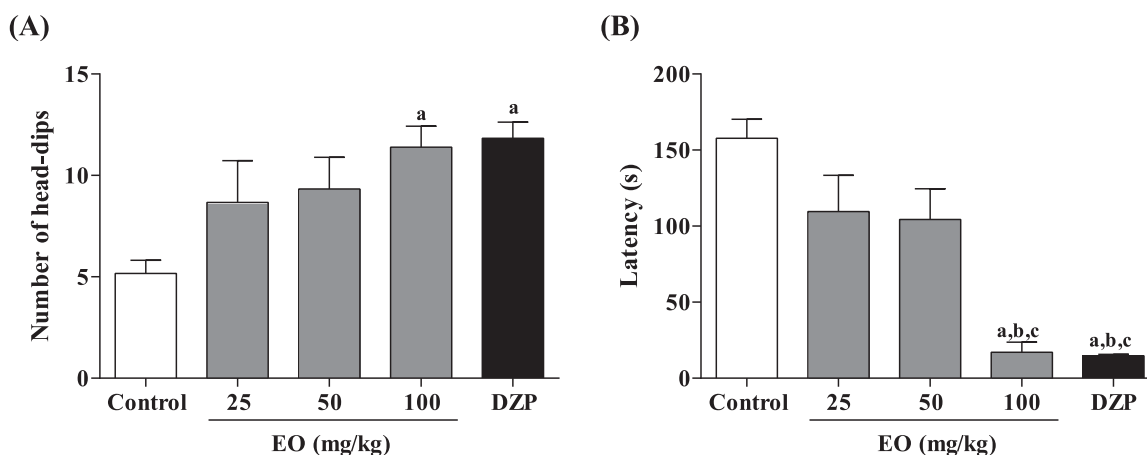 (A)
Number of head-dips
15
10
5
0
a
a
Control 25 50 100 DZP
EO (mg/kg)
(B)
Latency (s)
200
150
100
50
0
a,b,c
a,b,c
Control 25 50 100 DZP
EO (mg/kg)